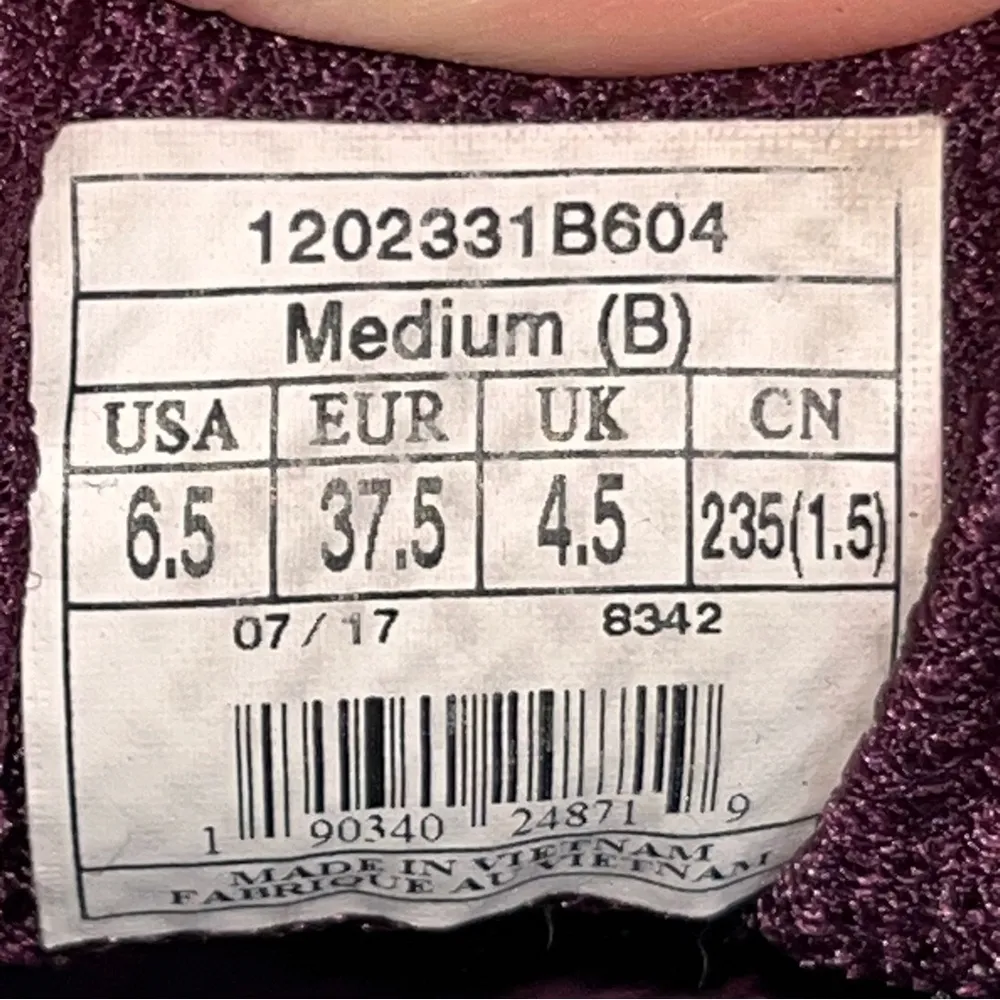 1202331B604
Medium (B)
USA EUR UK CN
6.5 37.5 4.5 235(1.5)
07/17 8342
1 90340 24871 9
MADE IN VIETNAM
FABRIQUE AU VIETNAM